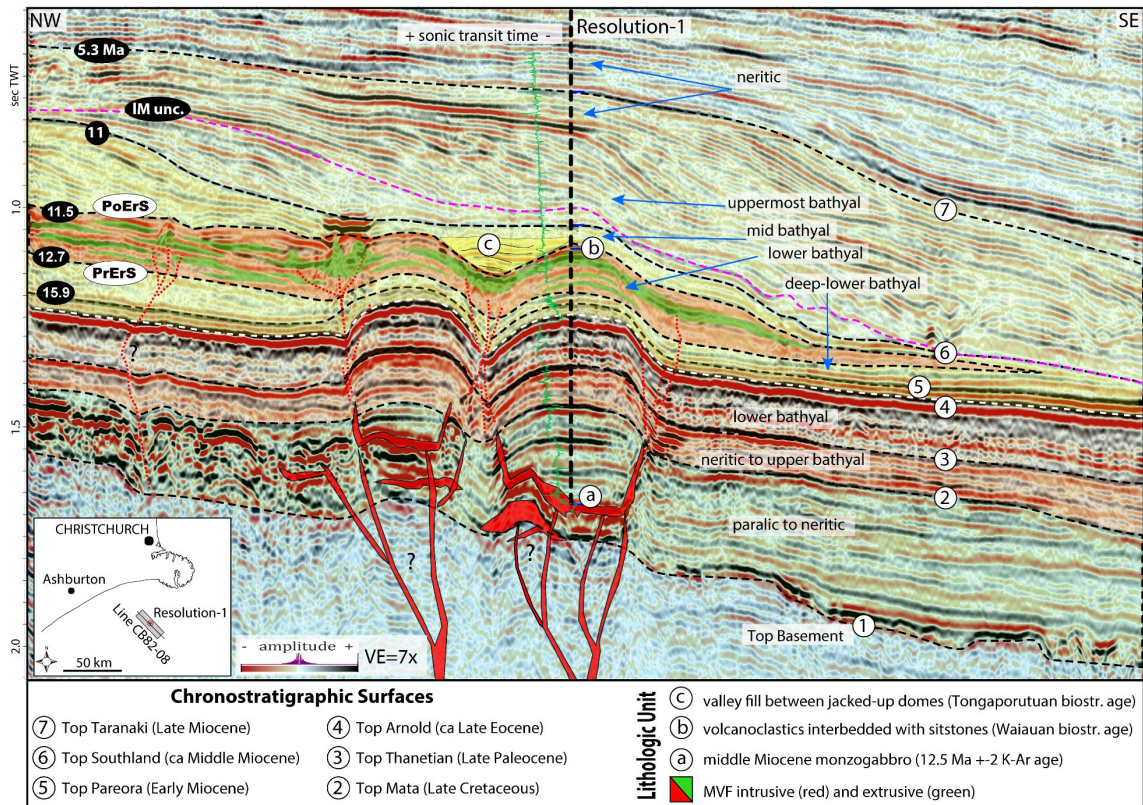 NW
SE
+ sonic transit time -
Resolution-1
5.3 Ma
sec TWT
neritic
IM unc.
11
uppermost bathyal
7
PoErS
11.5
1.0
mid bathyal
c
b
lower bathyal
12.7
PrErS
deep-lower bathyal
15.9
6
?
5
4
lower bathyal
1.5
3
neritic to upper bathyal
2
a
paralic to neritic
?
?
CHRISTCHURCH
Ashburton
Resolution-1
Line CB82-08
50 km
1
Top Basement
2.0
- amplitude +
VE=7x
Chronostratigraphic Surfaces
7 Top Taranaki (Late Miocene)
4 Top Arnold (ca Late Eocene)
6 Top Southland (ca Middle Miocene)
3 Top Thanetian (Late Paleocene)
5 Top Pareora (Early Miocene)
2 Top Mata (Late Cretaceous)
Lithologic Unit
c valley fill between jacked-up domes (Tongaporutuan biostr. age)
b volcanoclastics interbedded with sitstones (Waiauan biostr. age)
a middle Miocene monzogabbro (12.5 Ma +-2 K-Ar age)
MVF intrusive (red) and extrusive (green)